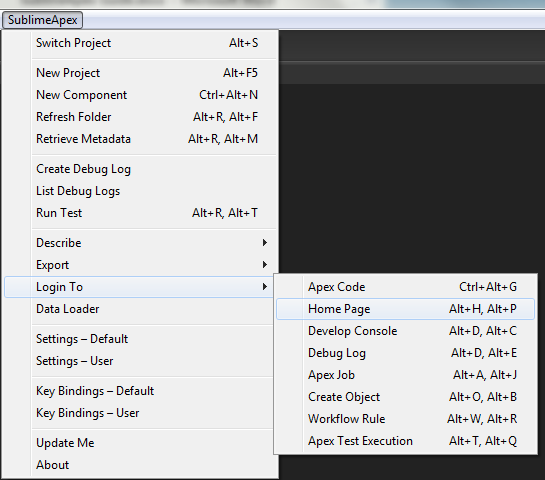 SublimeApex
Switch Project Alt+S
New Project Alt+F5
New Component Ctrl+Alt+N
Refresh Folder Alt+R, Alt+F
Retrieve Metadata Alt+R, Alt+M
Create Debug Log
List Debug Logs
Run Test Alt+R, Alt+T
Describe
Export
Login To
Data Loader
Settings – Default
Settings – User
Key Bindings – Default
Key Bindings – User
Update Me
About
Apex Code Ctrl+Alt+G
Home Page Alt+H, Alt+P
Develop Console Alt+D, Alt+C
Debug Log Alt+D, Alt+E
Apex Job Alt+A, Alt+J
Create Object Alt+O, Alt+B
Workflow Rule Alt+W, Alt+R
Apex Test Execution Alt+T, Alt+Q